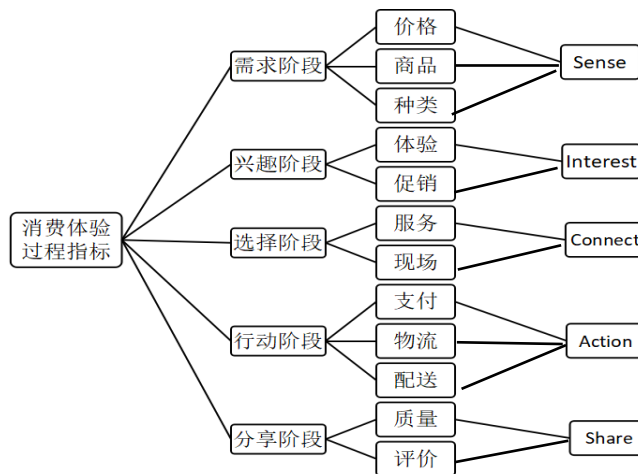 消费体验
过程指标
需求阶段
价格
商品
种类
Sense
兴趣阶段
体验
促销
Interest
选择阶段
服务
现场
Connect
行动阶段
支付
物流
配送
Action
分享阶段
质量
评价
Share